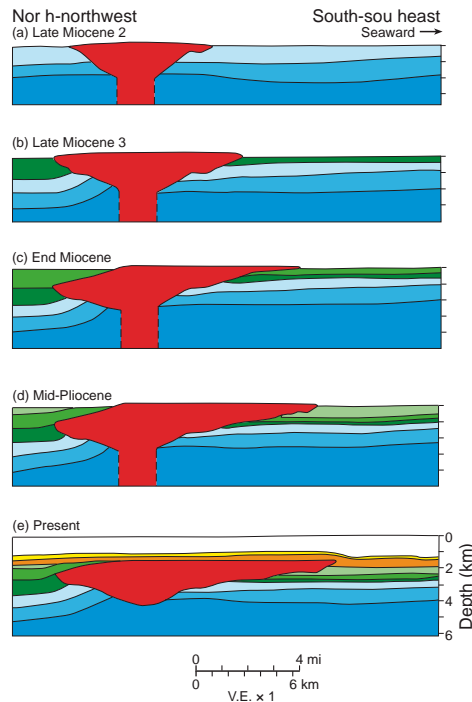 Nor h-northwest South-sou heast
Seaward
(a) Late Miocene 2
(b) Late Miocene 3
(c) End Miocene
(d) Mid-Pliocene
(e) Present
0
2
4
6
Depth (km)
0 4 mi
0 6 km
V.E. × 1